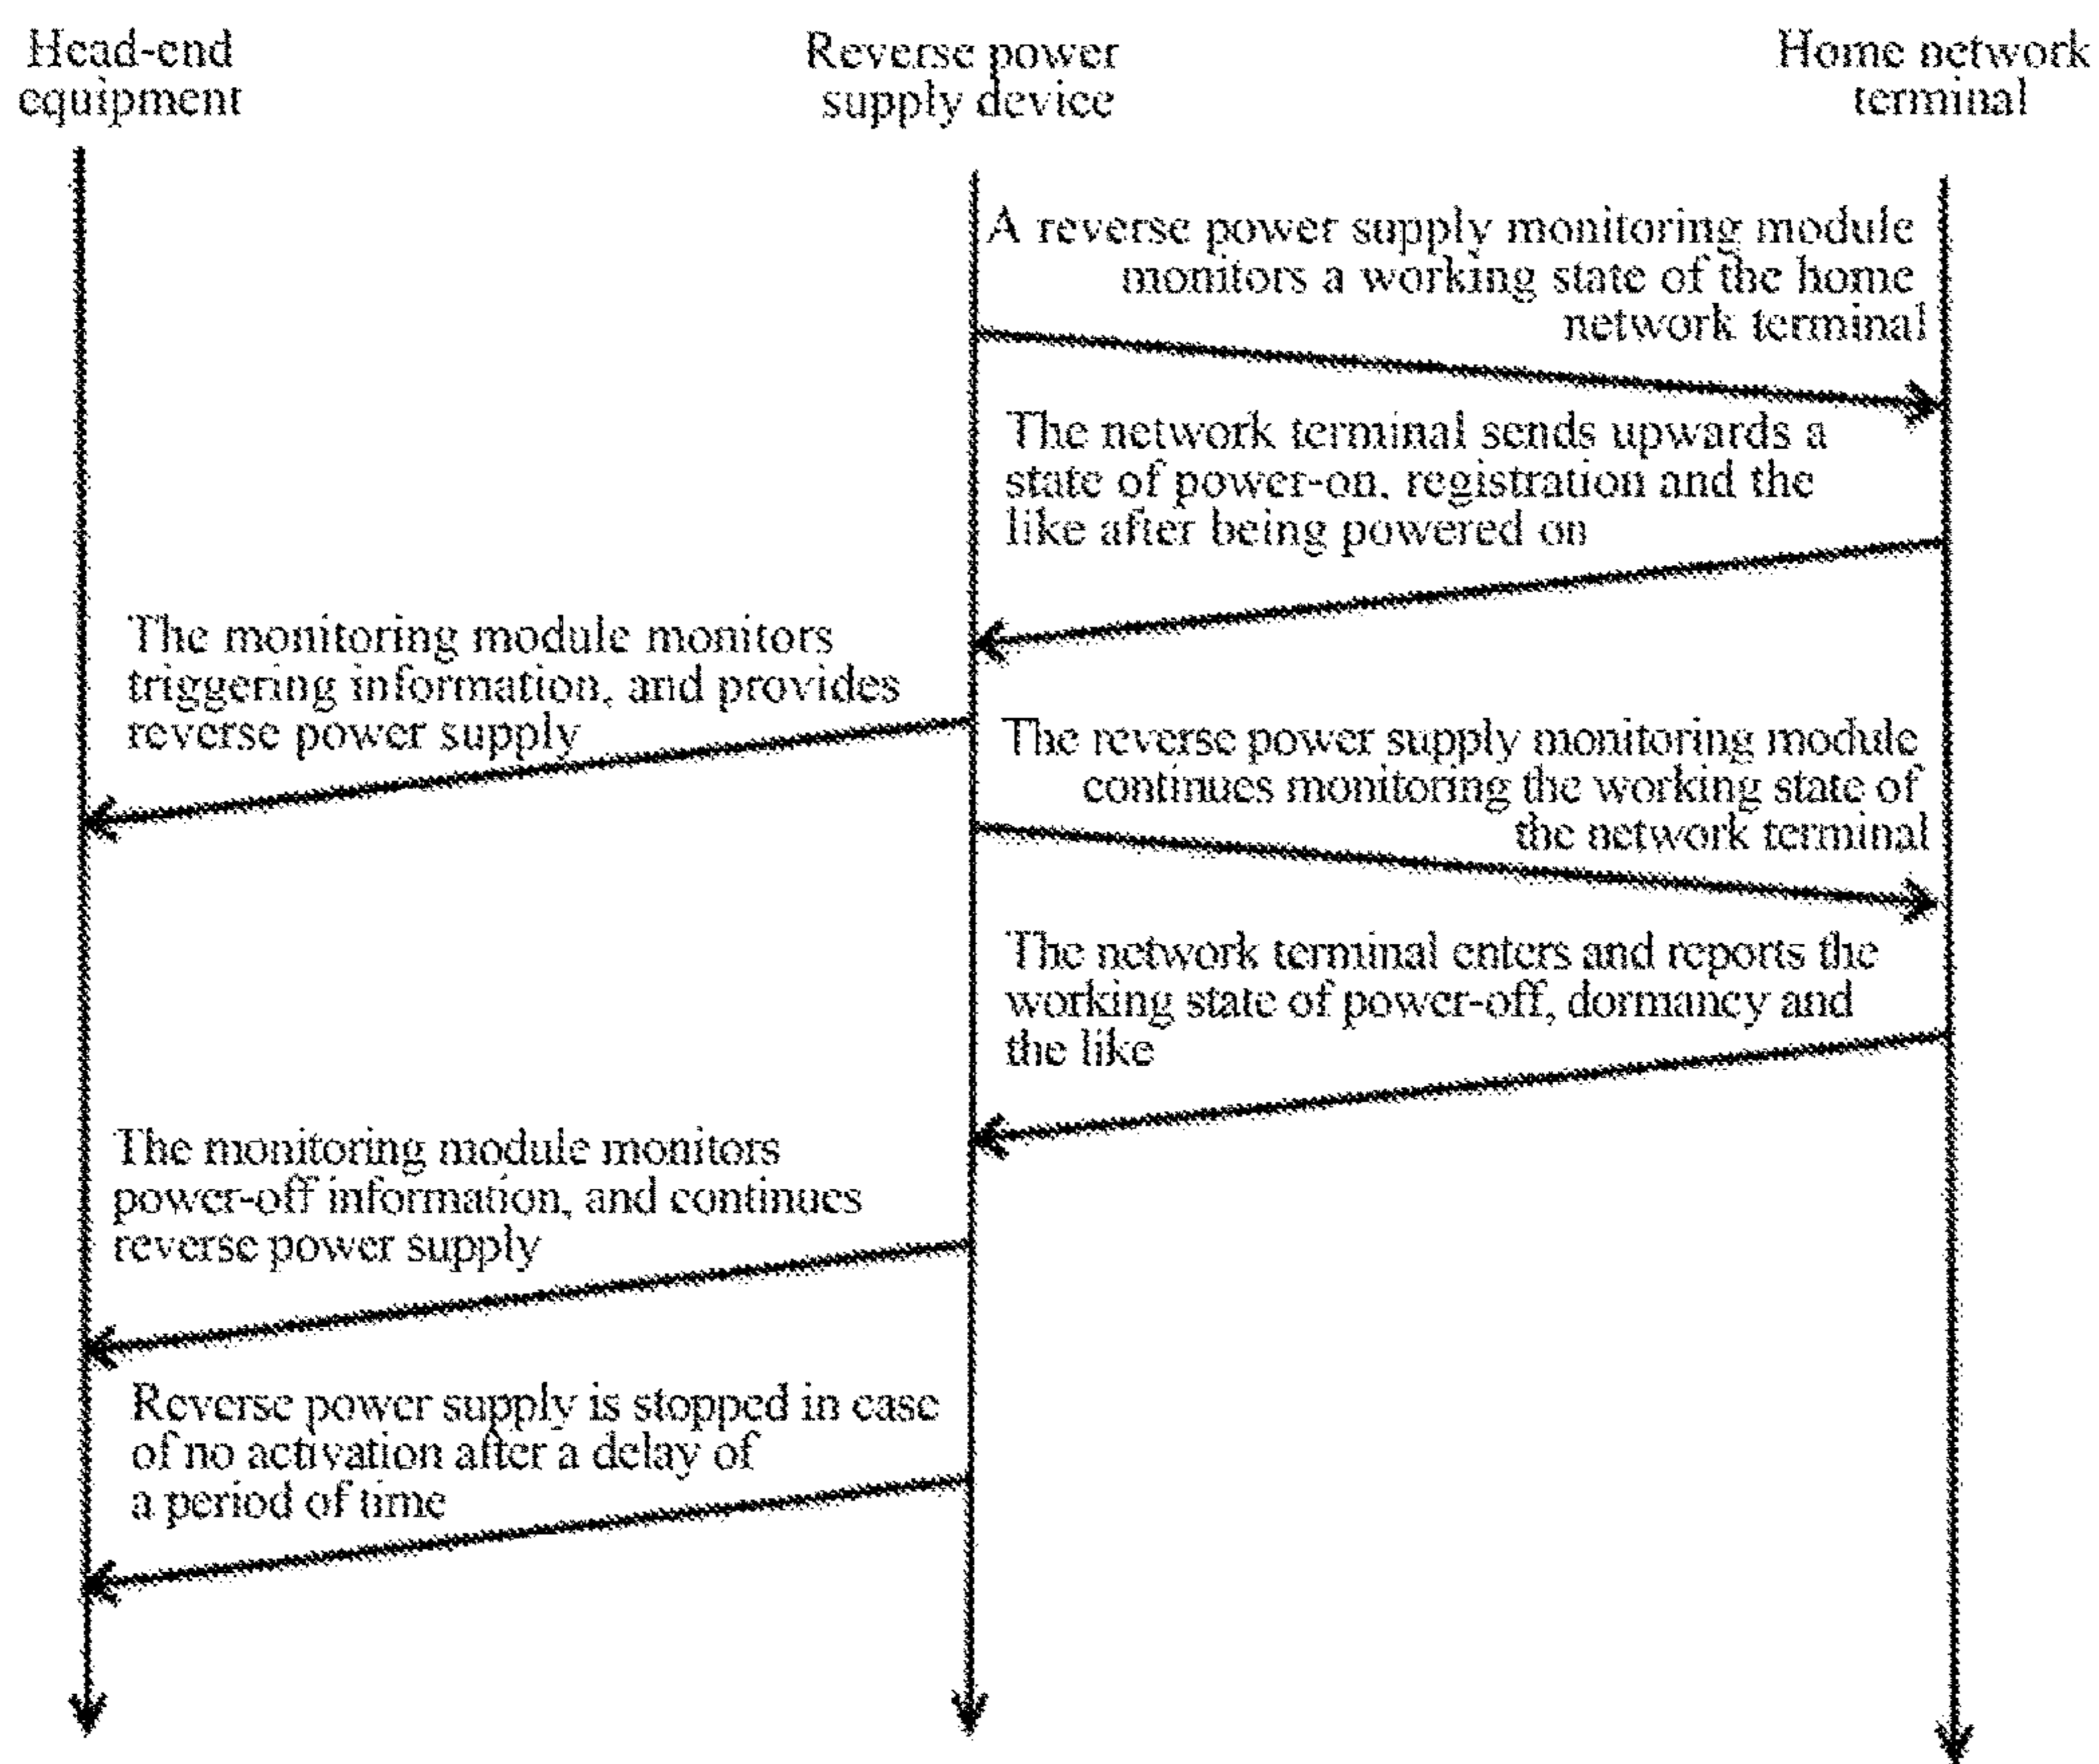 Head-end
equipment
Reverse power
supply device
Home network
terminal
A reverse power supply monitoring module
monitors a working state of the home
network terminal
The network terminal sends upwards a
state of power-on, registration and the
like after being powered on
The monitoring module monitors
triggering information, and provides
reverse power supply
The reverse power supply monitoring module
continues monitoring the working state of
the network terminal
The network terminal enters and reports the
working state of power-off, dormancy and
the like
The monitoring module monitors
power-off information, and continues
reverse power supply
Reverse power supply is stopped in case
of no activation after a delay of
a period of time